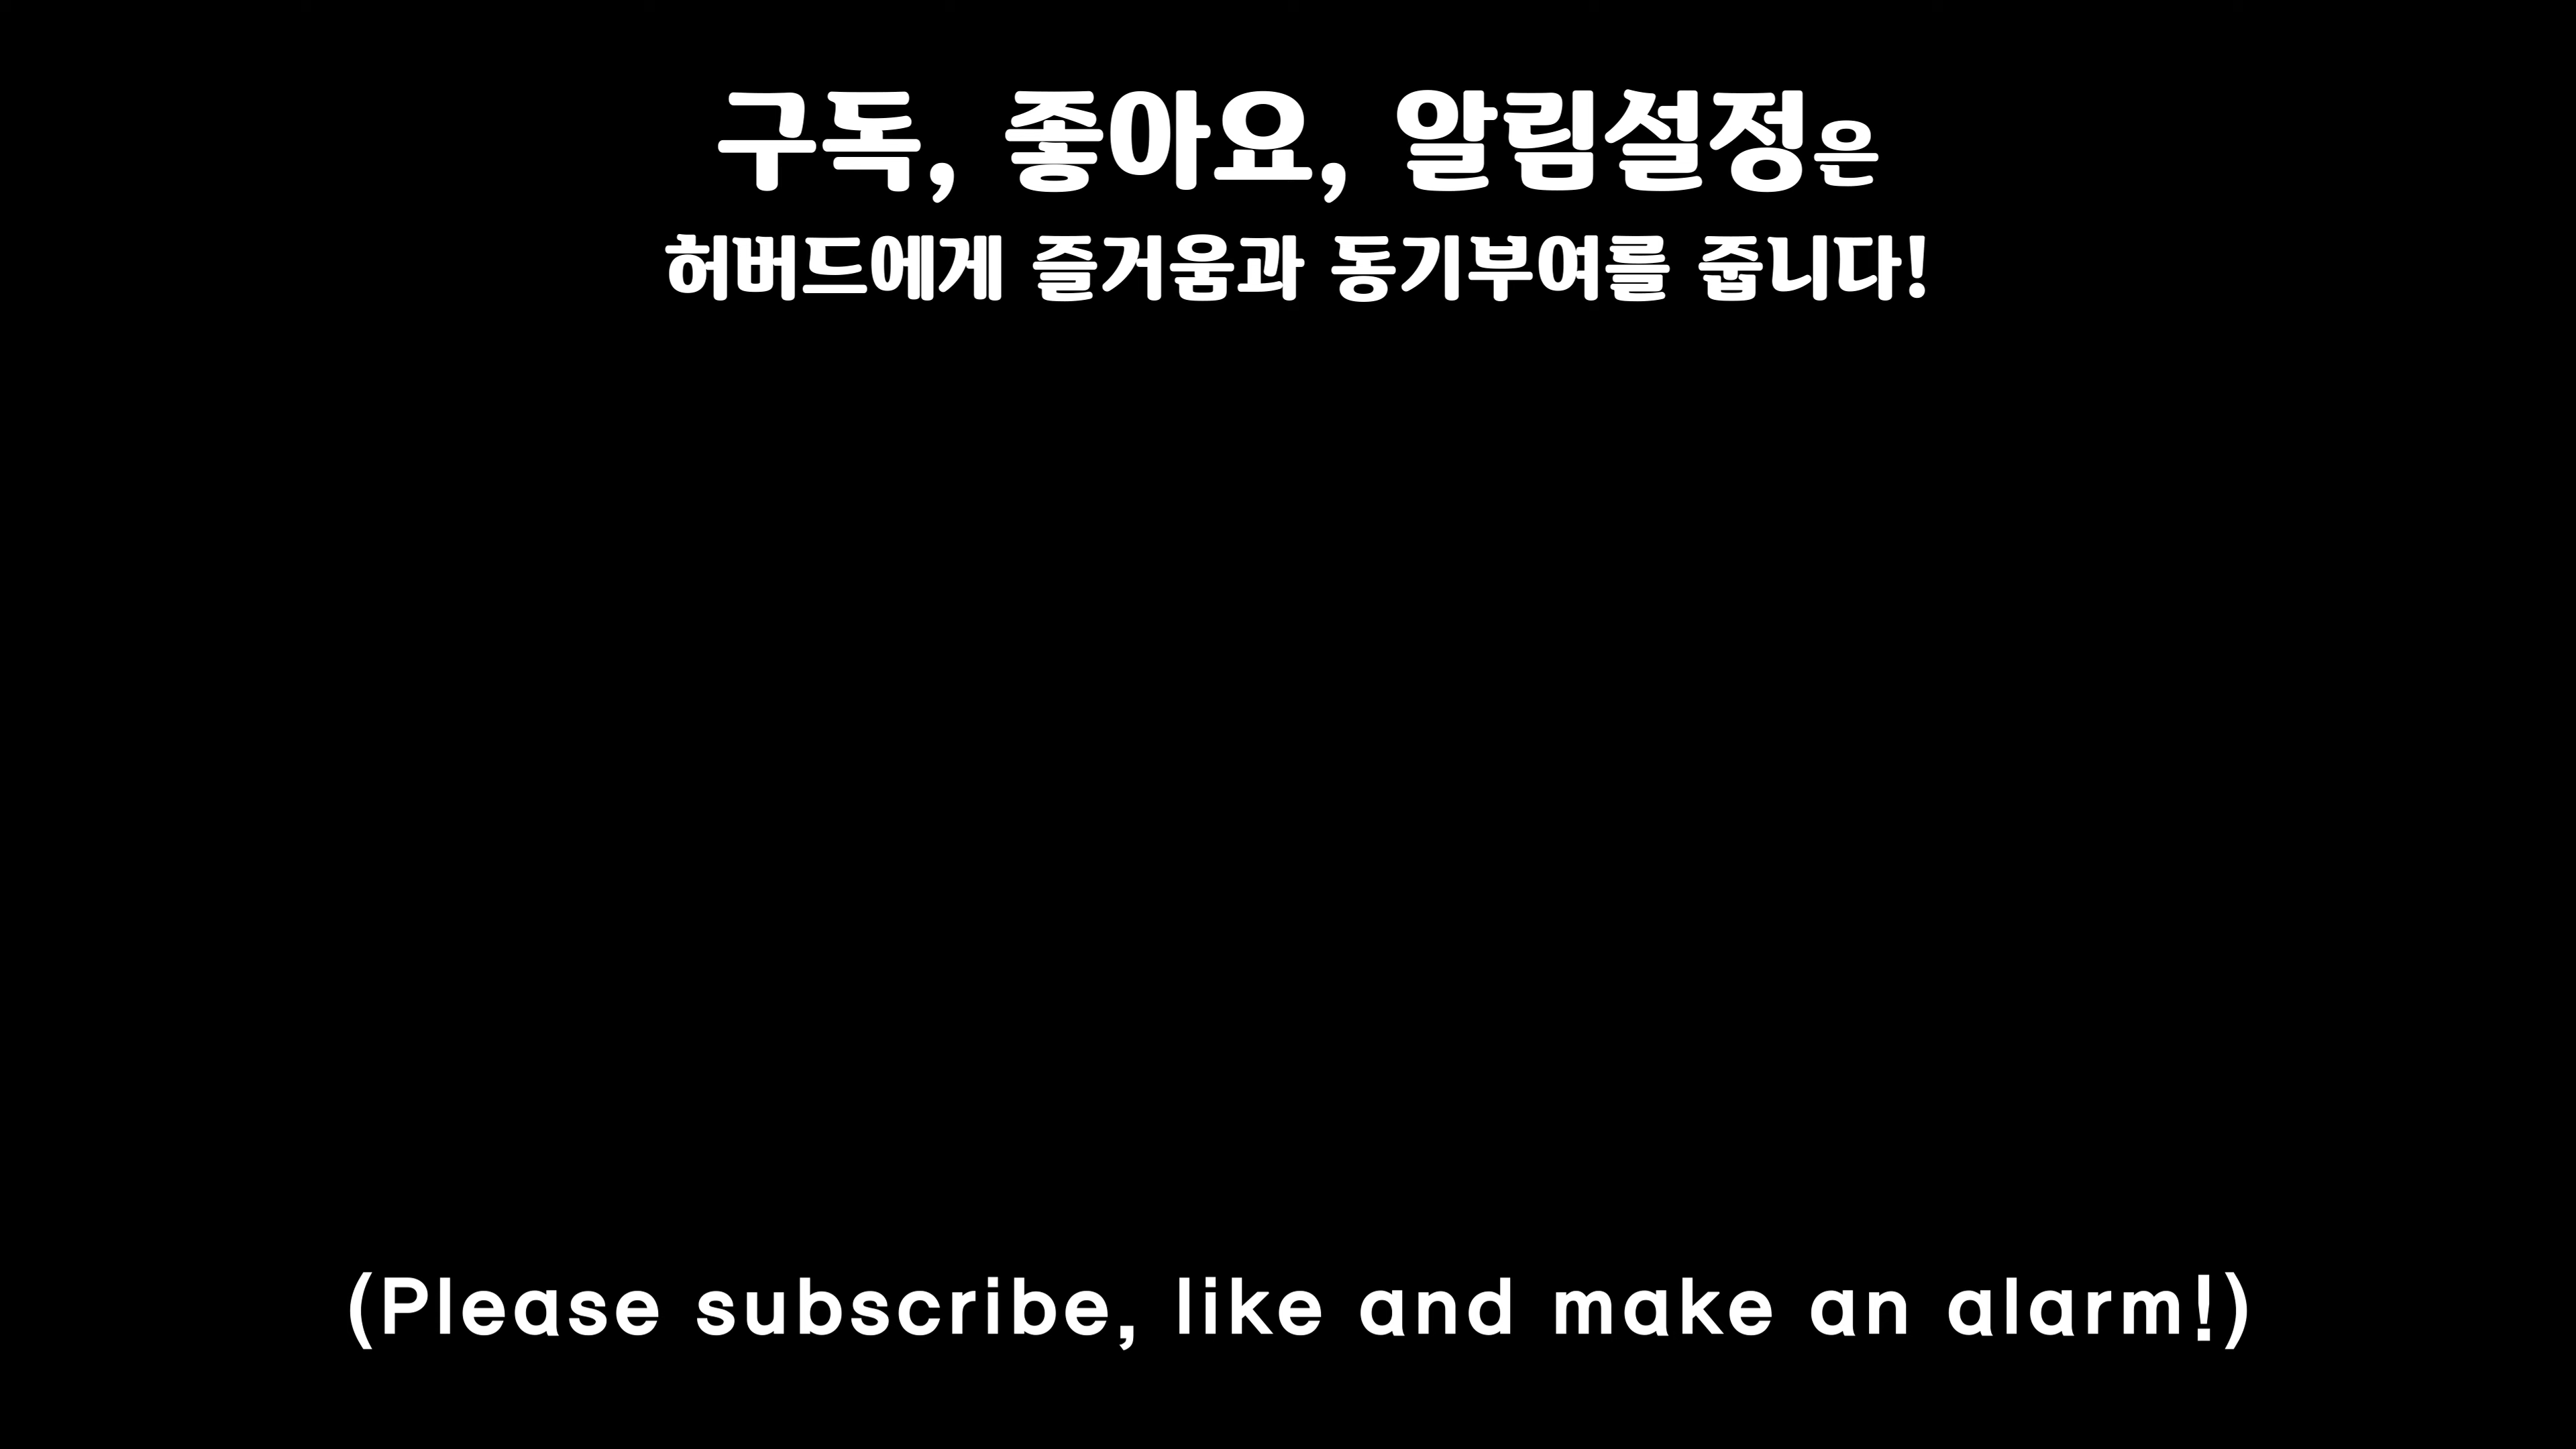 구독, 좋아요, 알림설정은
허버드에게 즐거움과 동기부여를 줍니다!
(Please subscribe, like and make an alarm!)